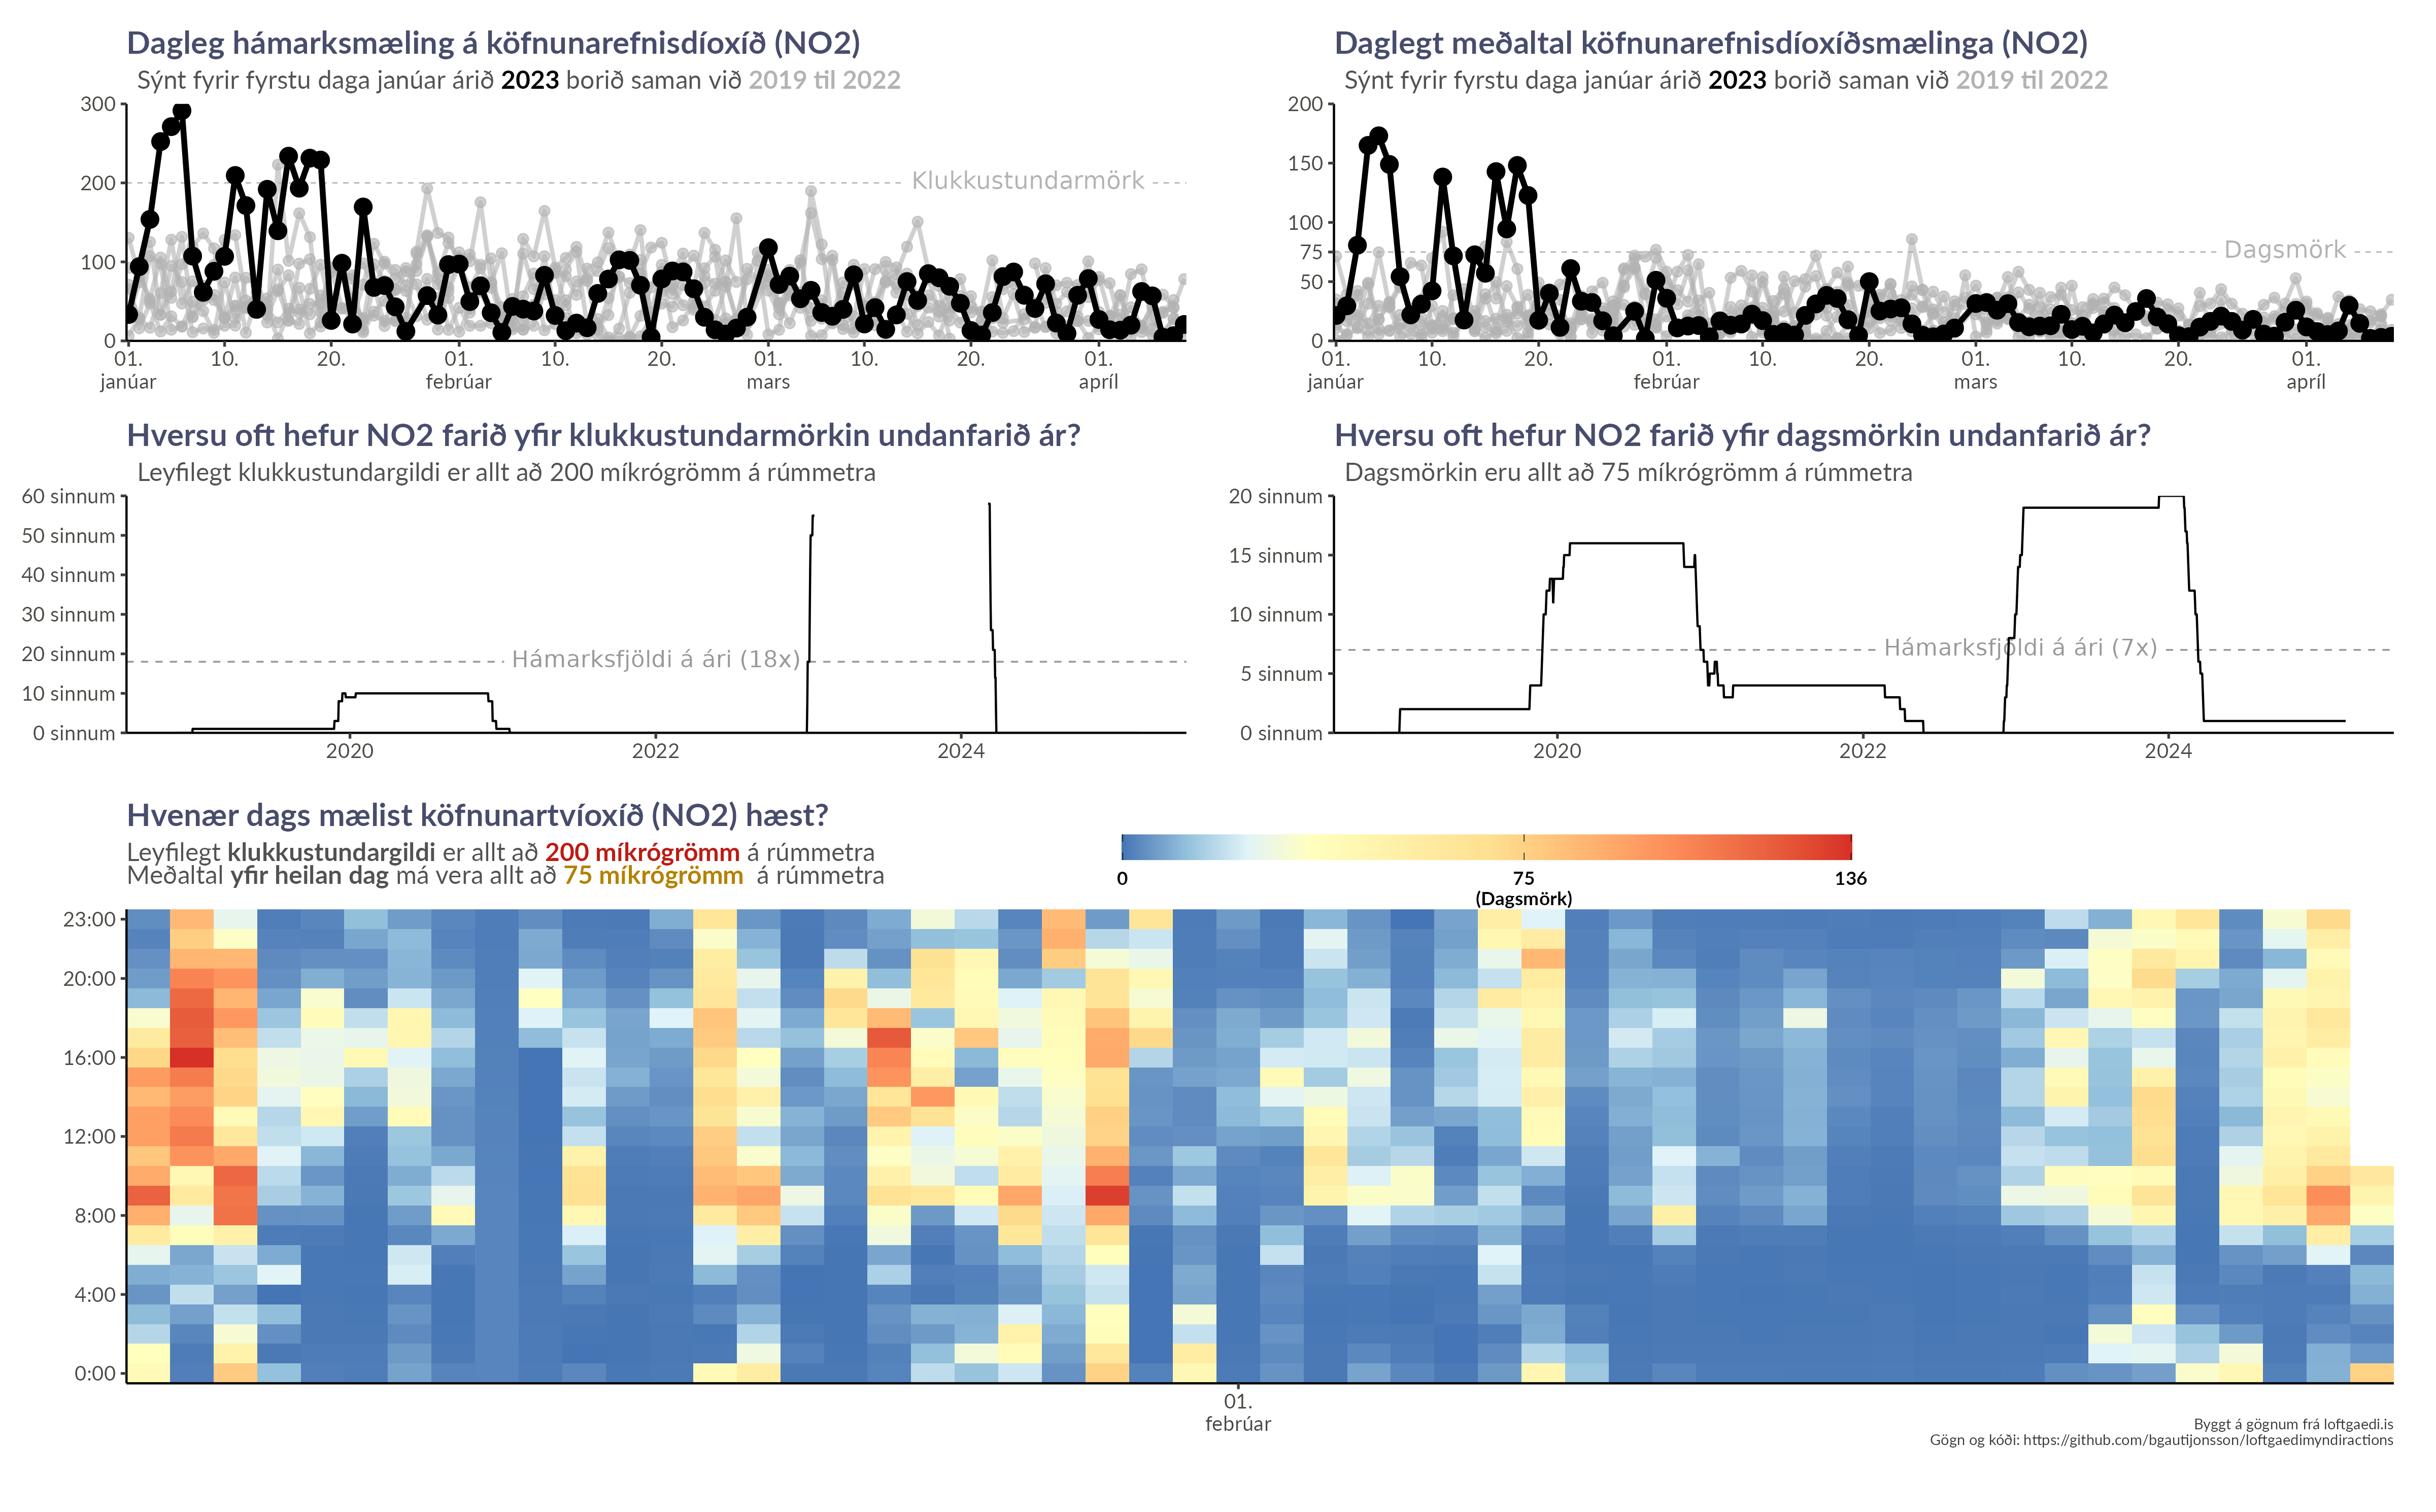 Dagleg hámarksmæling á köfnunarefnisdíoxíð (NO2)
Sýnt fyrir fyrstu daga janúar árið 2023 borið saman við 2019 til 2022
300
200
100
0
Klukkustundarmörk
01. 10. 20. 01. 10. 20. 01. 10. 20. 01.
janúar febrúar mars apríl
Daglegt meðaltal köfnunarefnisdíoxíðsmælinga (NO2)
Sýnt fyrir fyrstu daga janúar árið 2023 borið saman við 2019 til 2022
200
150
100
75
50
0
Dagsmörk
01. 10. 20. 01. 10. 20. 01. 10. 20. 01.
janúar febrúar mars apríl
Hversu oft hefur NO2 farið yfir klukkustundarmörkin undanfarið ár?
Leyfilegt klukkustundargildi er allt að 200 míkrógrömm á rúmmetra
60 sinnum
50 sinnum
40 sinnum
30 sinnum
20 sinnum
10 sinnum
0 sinnum
Hámarksfjöldi á ári (18x)
2020 2022 2024
Hversu oft hefur NO2 farið yfir dagsmörkin undanfarið ár?
Dagsmörkin eru allt að 75 míkrógrömm á rúmmetra
20 sinnum
15 sinnum
10 sinnum
5 sinnum
0 sinnum
Hámarksfjöldi á ári (7x)
2020 2022 2024
Hvenær dags mælist köfnunartvíoxíð (NO2) hæst?
Leyfilegt klukkustundargildi er allt að 200 míkrógrömm á rúmmetra
Meðaltal yfir heilan dag má vera allt að 75 míkrógrömm á rúmmetra
0 75 136
(Dagsmörk)
23:00
20:00
16:00
12:00
8:00
4:00
0:00
01.
febrúar
Byggt á gögnum frá loftgaedi.is
Gögn og kóði: https://github.com/bgautijonsson/loftgaedimyndiractions